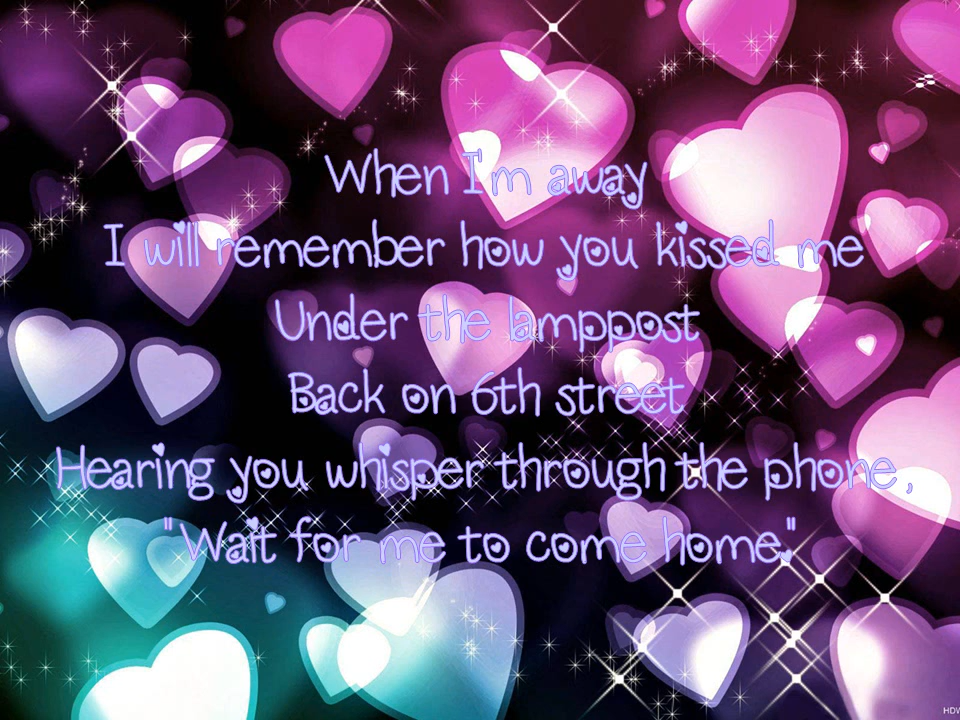 When I'm away
I will remember how you kissed me
Under the lamppost
Back on 6th street
Hearing you whisper through the phone,
"Wait for me to come home."